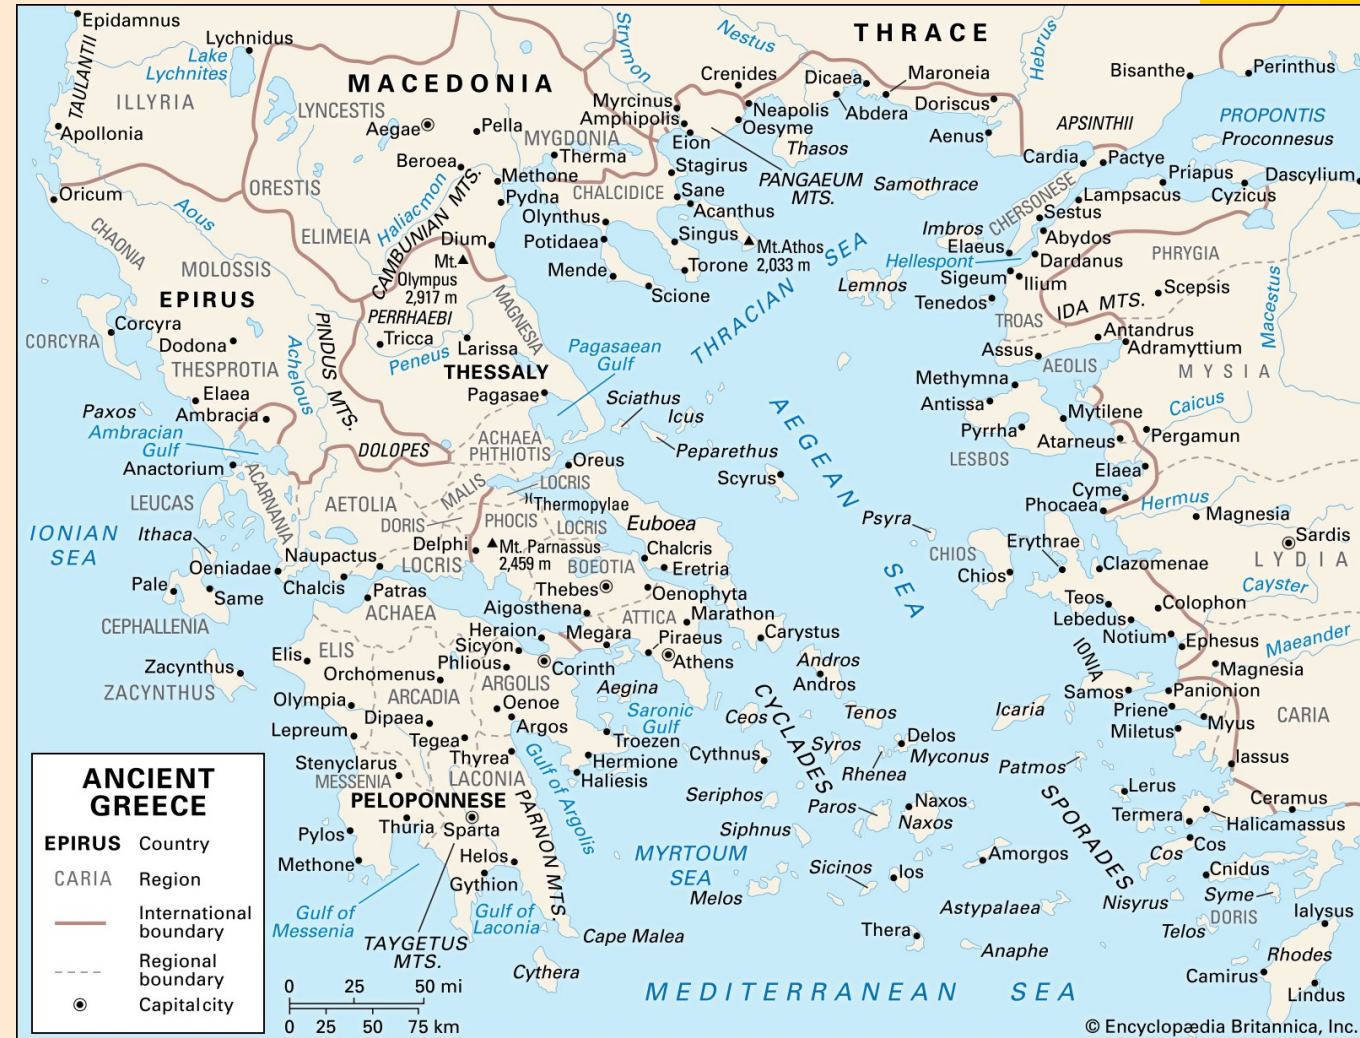 Epidamnus
Lychnidus
Lake
Lychnites
TAULANTII
ILLYRIA
Apollonia
Oricum
Aous
MACEDONIA
LYNCESTIS
Aegae
Pella
MYGDONIA
Therma
Beroea
Methone
Pydna
ORESTIS
ELIMEIA
Haliacmon
CAMBUNIAN MTS.
Dium
Mt.
Olympus
2,917 m
Strymon
Nestus
THRACE
Hebrus
Crenides
Dicaea
Maroneia
Myrcinus
Amphipolis
Neapolis
Oesyme
Abdera
Doriscus
Aenus
Eion
Thasos
Stagirus
PANGAEUM
MTS.
Samothrace
CHALCIDICE
Sane
Acanthus
Olynthus
Singus
Mt.Athos
2,033 m
Potidaea
Torone
Mende
Scione
Bisanthe
Perinthus
PROPONTIS
Proconnesus
APSINTHII
Cardia
Pactye
Priapus
Dascylium
Lampsacus
Cyzicus
CHERSONESE
Sestus
Imbros
Abydos
Elaeus
Hellespont
Dardanus
PHRYGIA
Sigeum
Ilium
Lemnos
Tenedos
IDA MTS.
Scepsis
Macestus
TROAS
Antandrus
Adramyttium
Assus
AEOLIS
MYSIA
THRACIAN SEA
CHAONIA
MOLOSSIS
EPIRUS
Corcyra
CORCYRA
Dodona
THESPROTIA
Achelous
PINDUS MTS.
PERRHAEBI
Tricca
Peneus
Larissa
MAGNESIA
THESSALY
Pagasae
Pagasaean
Gulf
Sciathus
Icus
Peparethus
Elaea
Paxos
Ambracia
Ambracian
Gulf
Anactorium
DOLOPES
ACHAEA
PHTHIOTIS
Oreus
Scyrus
AEGEAN SEA
Methymna
Antissa
Mytilene
Caicus
Pyrrha
Atarneus
Pergamun
LESBOS
Elaea
Cyme
Phocaea
Hermus
Magnesia
LEUCAS
ACARNANIA
AETOLIA
MALIS
LOCRIS
Thermopylae
DORIS
PHOCIS
LOCRIS
Euboea
Psyra
IONIAN
SEA
Ithaca
Delphi
Mt. Parnassus
2,459 m
Chalcris
Eretria
CHIOS
Chios
Erythrae
Sardis
LYDIA
Clazomenae
Cayster
Oeniadae
Naupactus
LOCRIS
BOEOTIA
Pale
Same
Chalcis
Patras
Thebes
Oenophyta
Teos
Colophon
ACHAEA
Aigosthena
ATTICA
Marathon
Lebedus
CEPHALLENIA
Heraion
Megara
Piraeus
Carystus
Notium
Ephesus
Maeander
Elis
ELIS
Sicyon
Phlious
Corinth
Athens
IONIA
Magnesia
Zacynthus
ZACYNTHUS
Orchomenus
ARGOLIS
Aegina
Andros
Andros
Samos
Panionion
Olympia
ARCADIA
Oenoe
Saronic
Gulf
Ceos
CYCLADES
Tenos
Icaria
Priene
Myus
CARIA
Dipaea
Argos
Lepreum
Tegea
Troezen
Syros
Delos
Miletus
Thyrea
Hermione
Cythnus
Myconus
Stenyclarus
Haliesis
Rhenea
Patmos
Iassus
MESSENIA
LACONIA
Gulf of Argolis
Seriphos
Paros
Naxos
Naxos
SPORADES
Lerus
Ceramus
PELOPONNESE
PARNON MTS.
Termera
Halicamassus
Pylos
Thuria
Sparta
Siphnus
Cos
Cos
Methone
Helos
MYRTOUM
SEA
Amorgos
Gythion
Sicinos
Ios
Cnidus
Melos
Syme
Nisyrus
Gulf of
Messenia
Gulf of
Laconia
Astypalaea
DORIS
Ialysus
TAYGETUS
MTS.
Cape Malea
Thera
Telos
Anaphe
Rhodes
Cythera
Camirus
MEDITERRANEAN SEA
Lindus
ANCIENT
GREECE
EPIRUS Country
CARIA Region
International
boundary
Regional
boundary
Capital city
0 25 50 mi
0 25 50 75 km
© Encyclopædia Britannica, Inc.